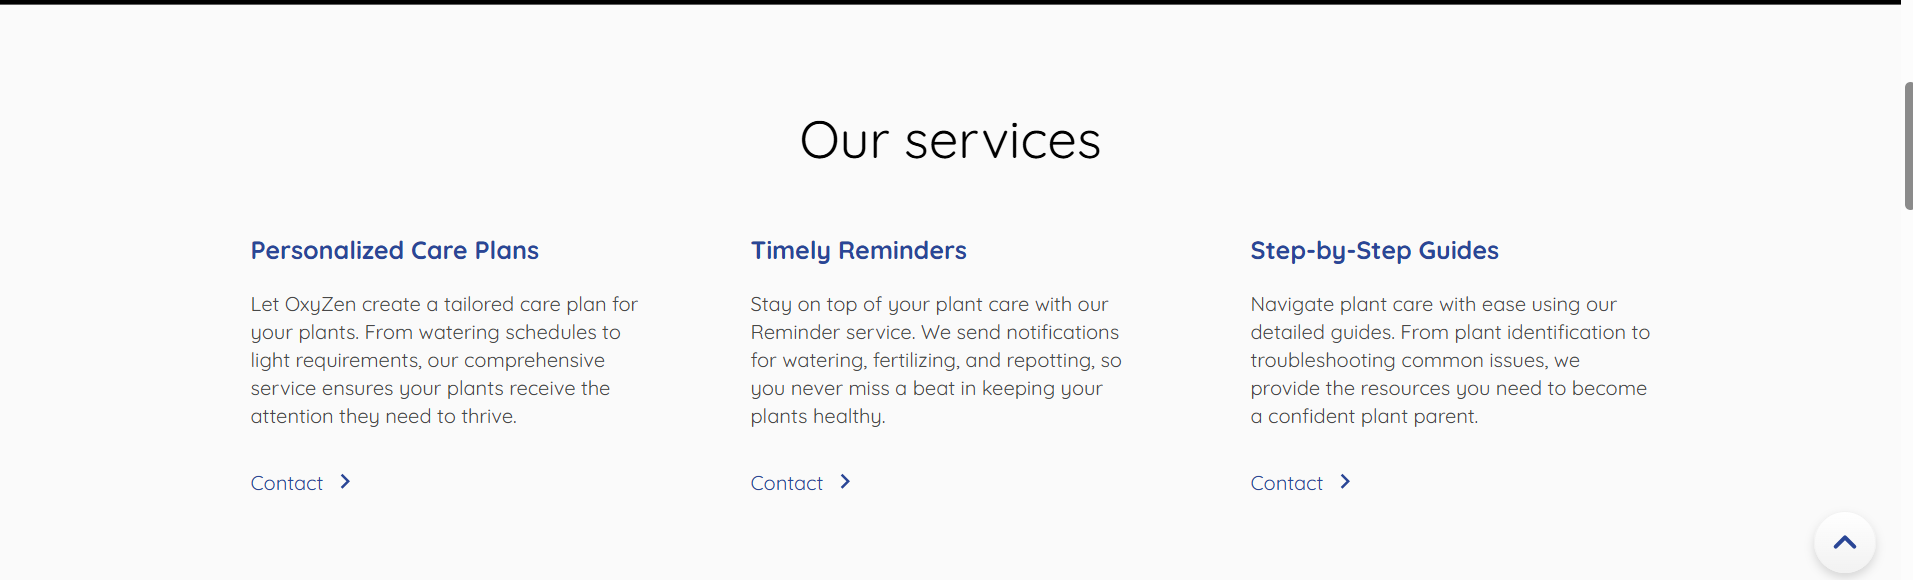 Our services
Personalized Care Plans
Let OxyZen create a tailored care plan for
your plants. From watering schedules to
light requirements, our comprehensive
service ensures your plants receive the
attention they need to thrive.
Contact
Timely Reminders
Stay on top of your plant care with our
Reminder service. We send notifications
for watering, fertilizing, and repotting, so
you never miss a beat in keeping your
plants healthy.
Contact
Step-by-Step Guides
Navigate plant care with ease using our
detailed guides. From plant identification to
troubleshooting common issues, we
provide the resources you need to become
a confident plant parent.
Contact